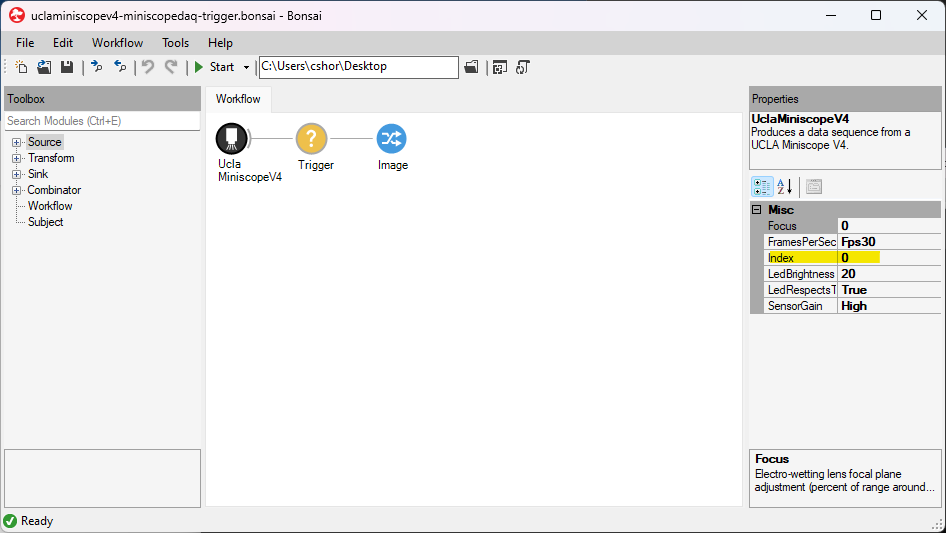 uclaminiscopev4-miniscopedaq-trigger.bonsai - Bonsai
File Edit Workflow Tools Help
Start C:\Users\cshor\Desktop
Toolbox
Search Modules (Ctrl+E)
Source
Transform
Sink
Combinator
Workflow
Subject
Workflow
Ucla
MiniscopeV4
?
Trigger
Image
Properties
UclaMiniscopeV4
Produces a data sequence from a
UCLA Miniscope V4.
Misc
Focus 0
FramesPerSec Fps30
Index 0
LedBrightness 20
LedRespectsT True
SensorGain High
Focus
Electro-wetting lens focal plane
adjustment (percent of range around...
Ready